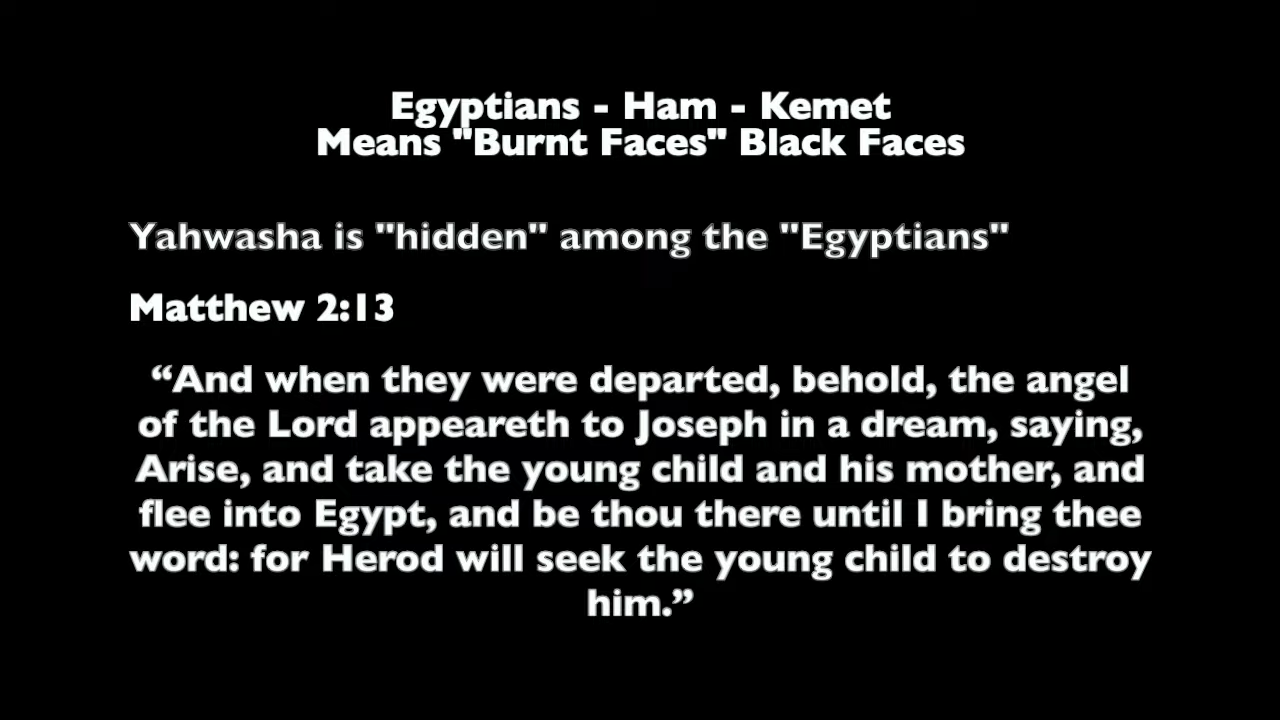 Egyptians - Ham - Kemet
Means "Burnt Faces" Black Faces
Yahwasha is "hidden" among the "Egyptians"
Matthew 2:13
“And when they were departed, behold, the angel
of the Lord appeareth to Joseph in a dream, saying,
Arise, and take the young child and his mother, and
flee into Egypt, and be thou there until I bring thee
word: for Herod will seek the young child to destroy
him.”